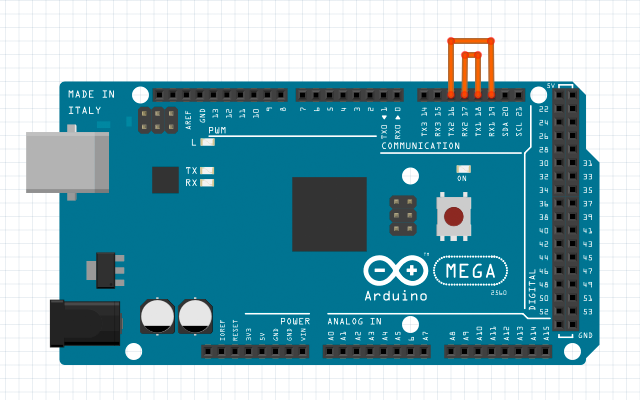 MADE IN
ITALY
AREF
GND
13
12
11
10
9
8
7
6
5
4
3
2
TX0 ◀ 1
RX0 ▶ 0
TX3 14
RX3 15
TX2 16
RX2 17
TX1 18
RX1 19
SDA 20
SCL 21
5V
PWM
COMMUNICATION
L
TX
RX
ON
22
24
26
28
30 31
32 33
34 35
36 37
38 39
40 41
42 43
44 45
46 47
48 49
50 51
52 53
GND
DIGITAL
MEGA
TM
2560
Arduino
POWER
ANALOG IN
IOREF
RESET
3V3
5V
GND
GND
VIN
A0
A1
A2
A3
A4
A5
6
A7
A8
A9
A10
A11
A12
A13
A14
A15